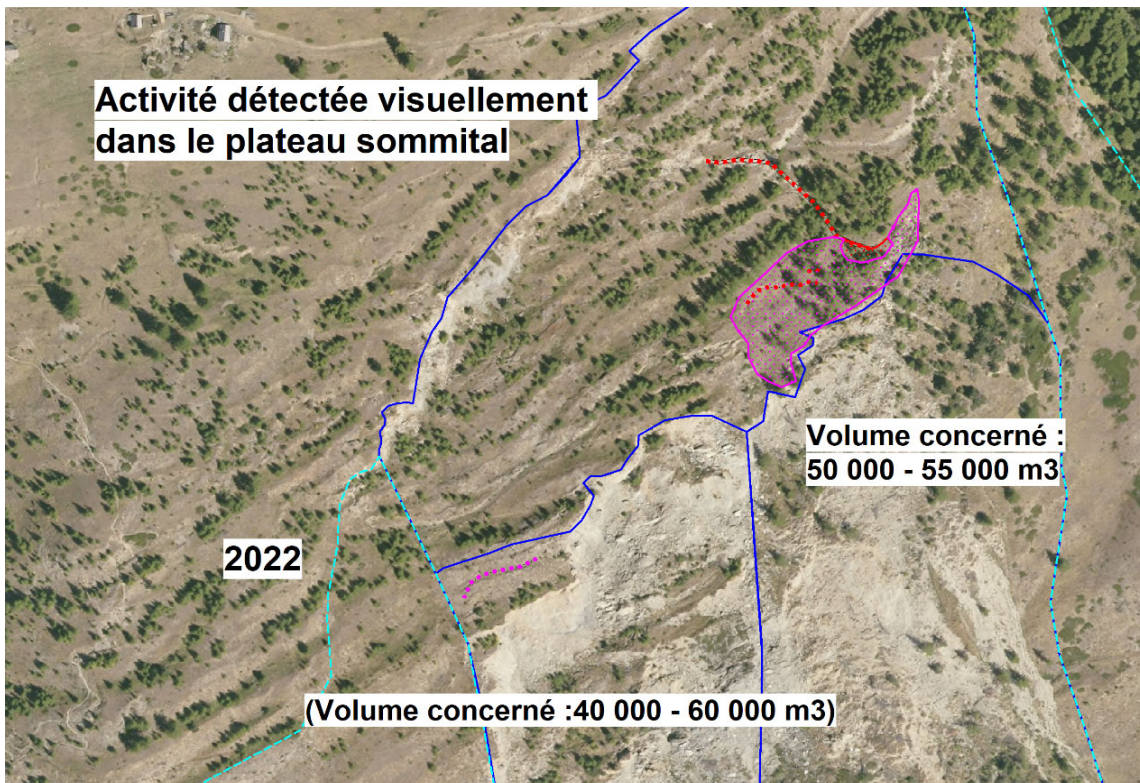 Activité détectée visuellement
dans le plateau sommital
Volume concerné :
50 000 - 55 000 m3
2022
(Volume concerné :40 000 - 60 000 m3)